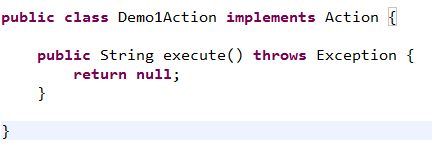 public class Demo1Action implements Action {
public String execute() throws Exception {
return null;
}
}